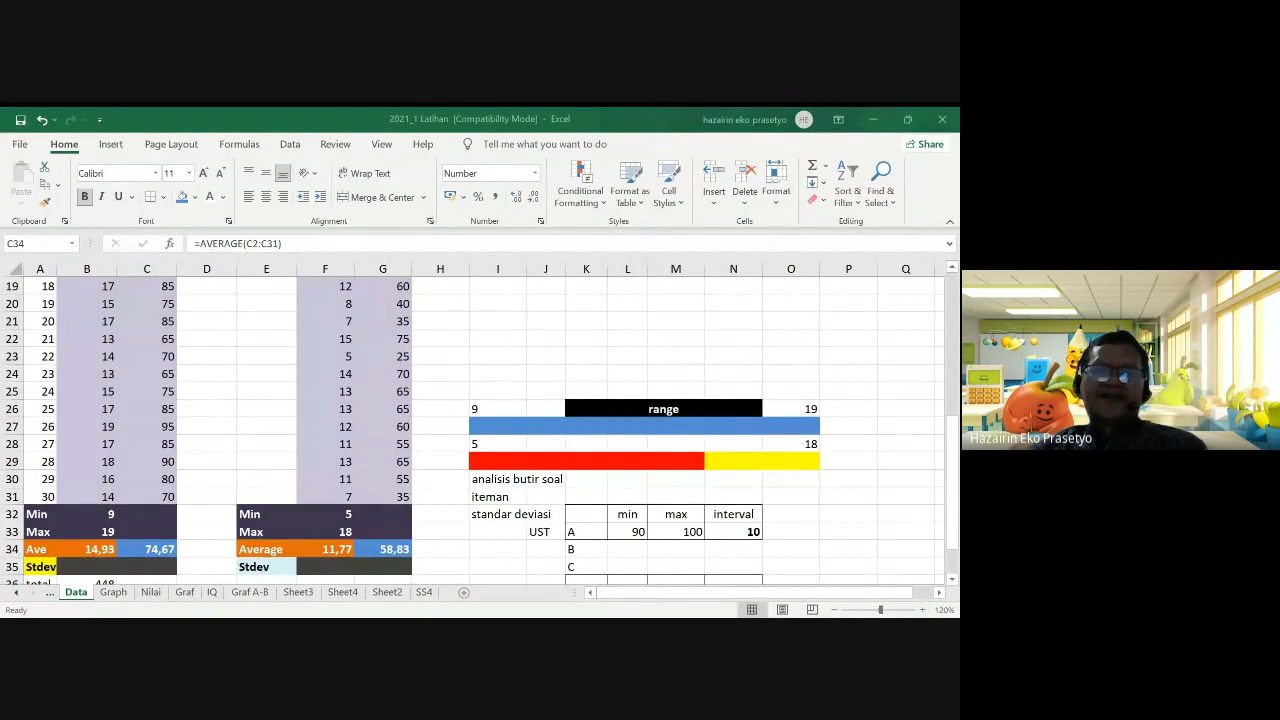 2021_1 Latihan [Compatibility Mode] - Excel
hazairin eko prasetyo HE
File Home Insert Page Layout Formulas Data Review View Help Tell me what you want to do Share
Paste
Calibri 11 A A
B I U A
Wrap Text
Merge & Center
Number
% ,
Conditional Formatting
Format as Table
Cell Styles
Insert Delete Format
Sort & Filter
Find & Select
Clipboard Font Alignment Number Styles Cells Editing
C34 fx =AVERAGE(C2:C31)
A B C D E F G H I J K L M N O P Q
19 18 17 85 12 60
20 19 15 75 8 40
21 20 17 85 7 35
22 21 13 65 15 75
23 22 14 70 5 25
24 23 13 65 14 70
25 24 15 75 13 65
26 25 17 85 13 65 9 range 19
27 26 19 95 12 60
28 27 17 85 11 55 5 18
29 28 18 90 13 65
30 29 16 80 11 55 analisis butir soal
31 30 14 70 7 35 iteman
32 Min 9 Min 5 standar deviasi min max interval
33 Max 19 Max 18 UST A 90 100 10
34 Ave 14,93 74,67 Average 11,77 58,83 B
35 Stdev Stdev C
36 total 448
... Data Graph Nilai Graf IQ Graf A-B Sheet3 Sheet4 Sheet2 SS4
Ready 120%
Hazairin Eko Prasetyo